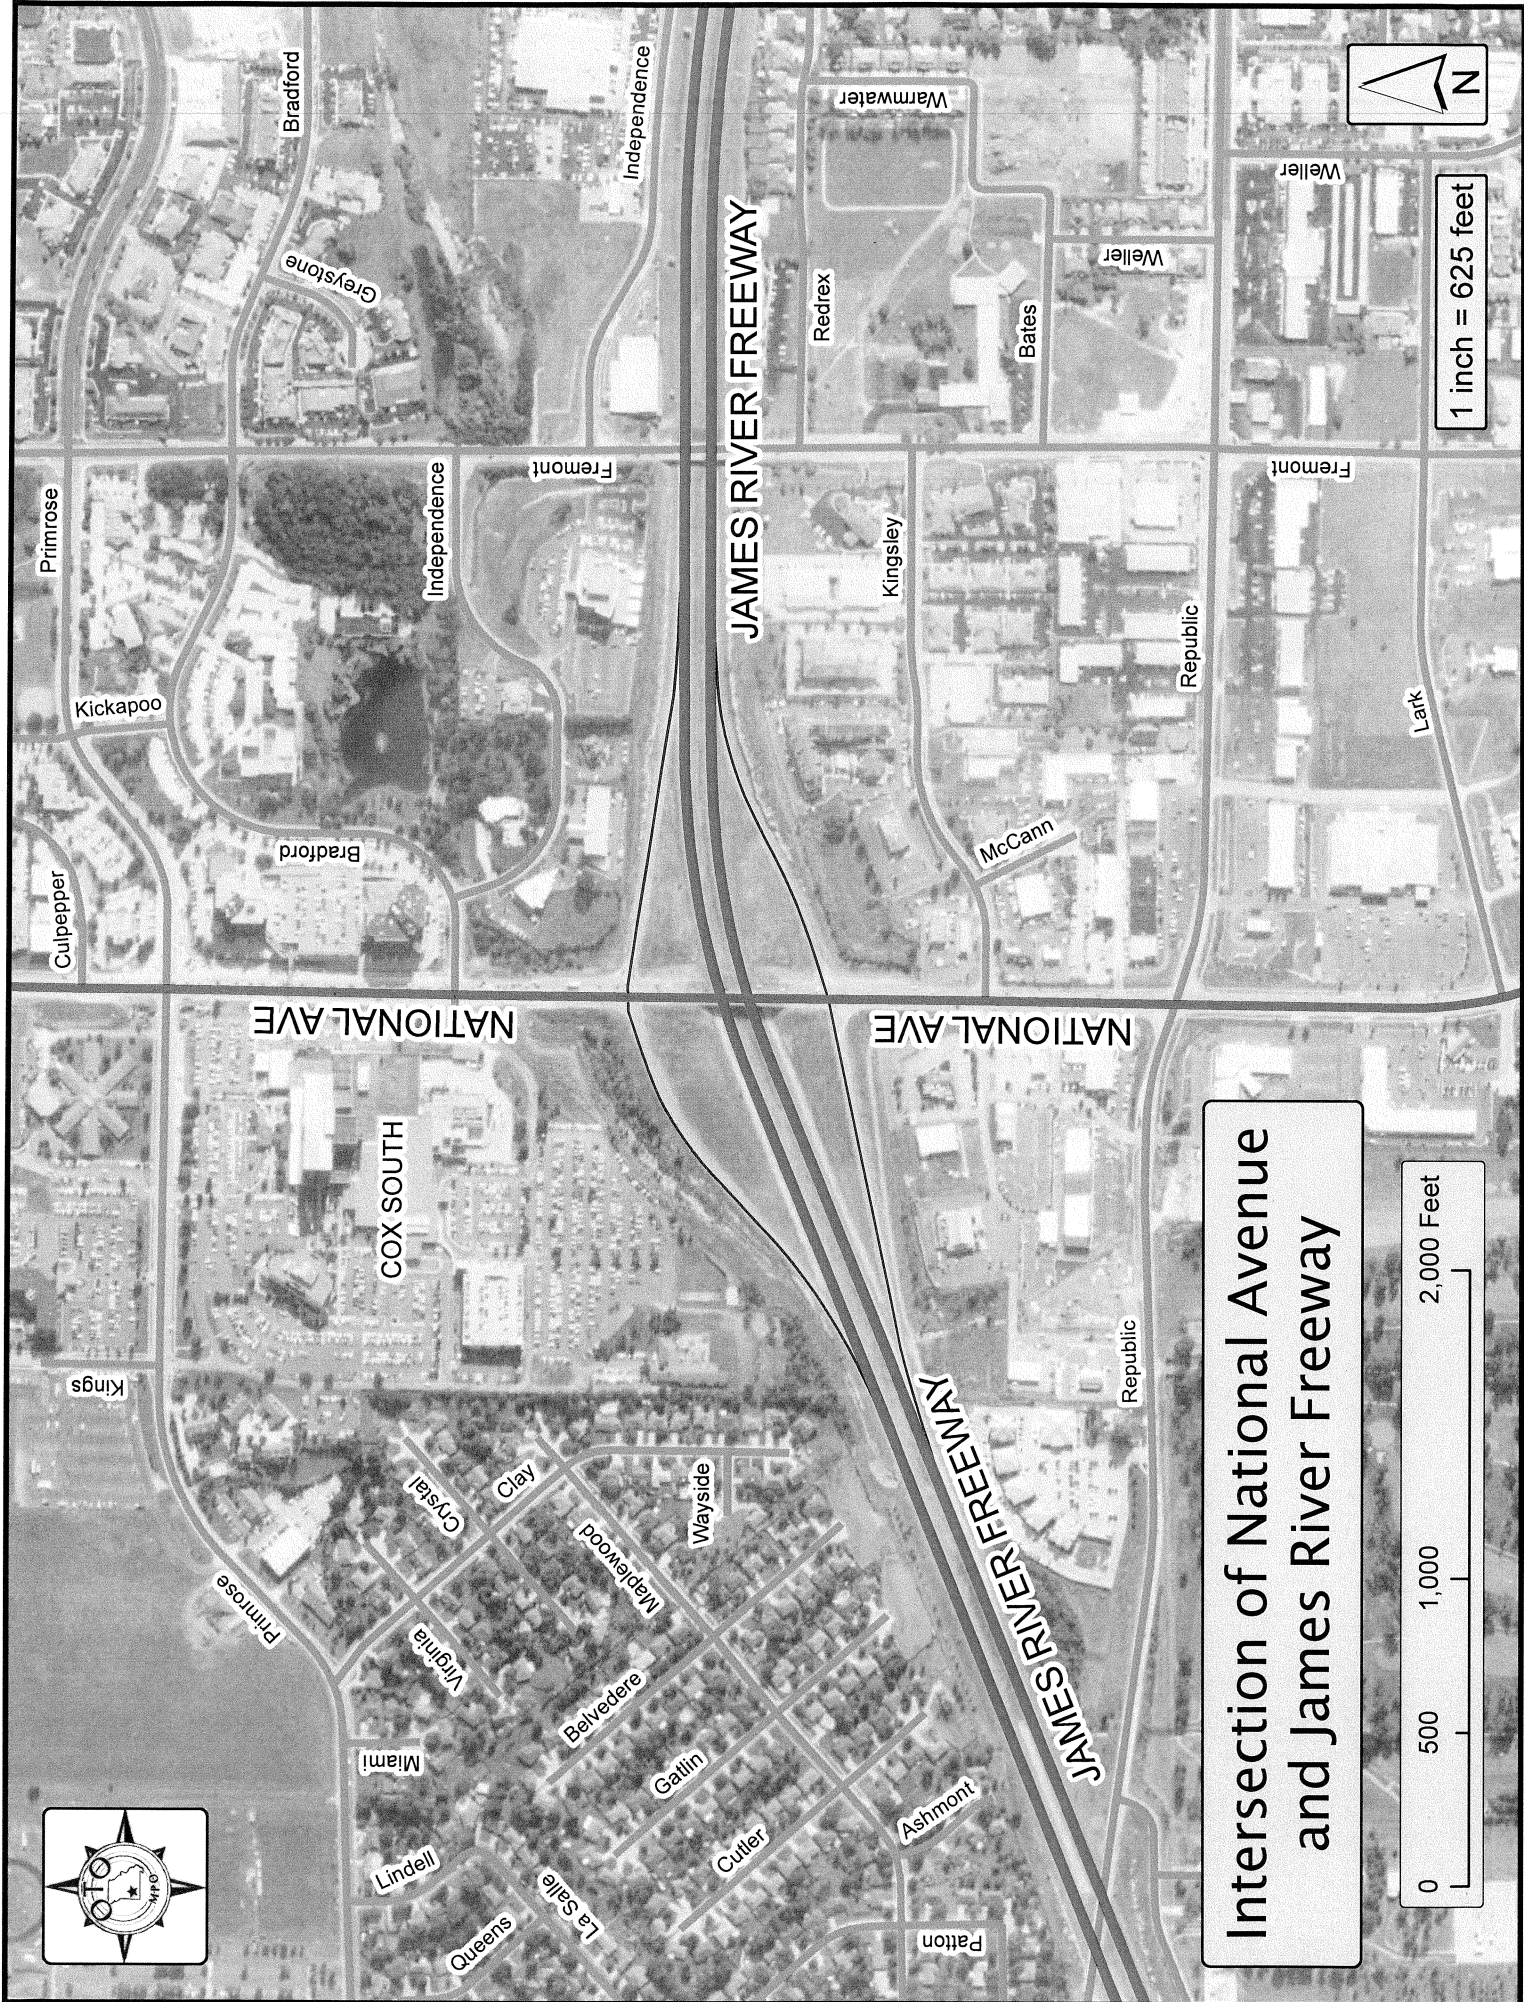 Primrose
Bradford
Independence
Warmwater
N
Greystone
Weller
Weller
1 inch = 625 feet
Redrex
Bates
JAMES RIVER FREEWAY
Primrose
Independence
Fremont
Fremont
Kingsley
Republic
Kickapoo
Lark
Culpepper
Bradford
McCann
NATIONAL AVE
NATIONAL AVE
COX SOUTH
Kings
Republic
Crystal
Clay
Maplewood
Wayside
JAMES RIVER FREEWAY
Primrose
Virginia
Belvedere
Miami
Gatlin
Lindell
Cutler
Ashmont
Queens
La Salle
Patton
OTO
MPO
Intersection of National Avenue
and James River Freeway
0 500 1,000 2,000 Feet